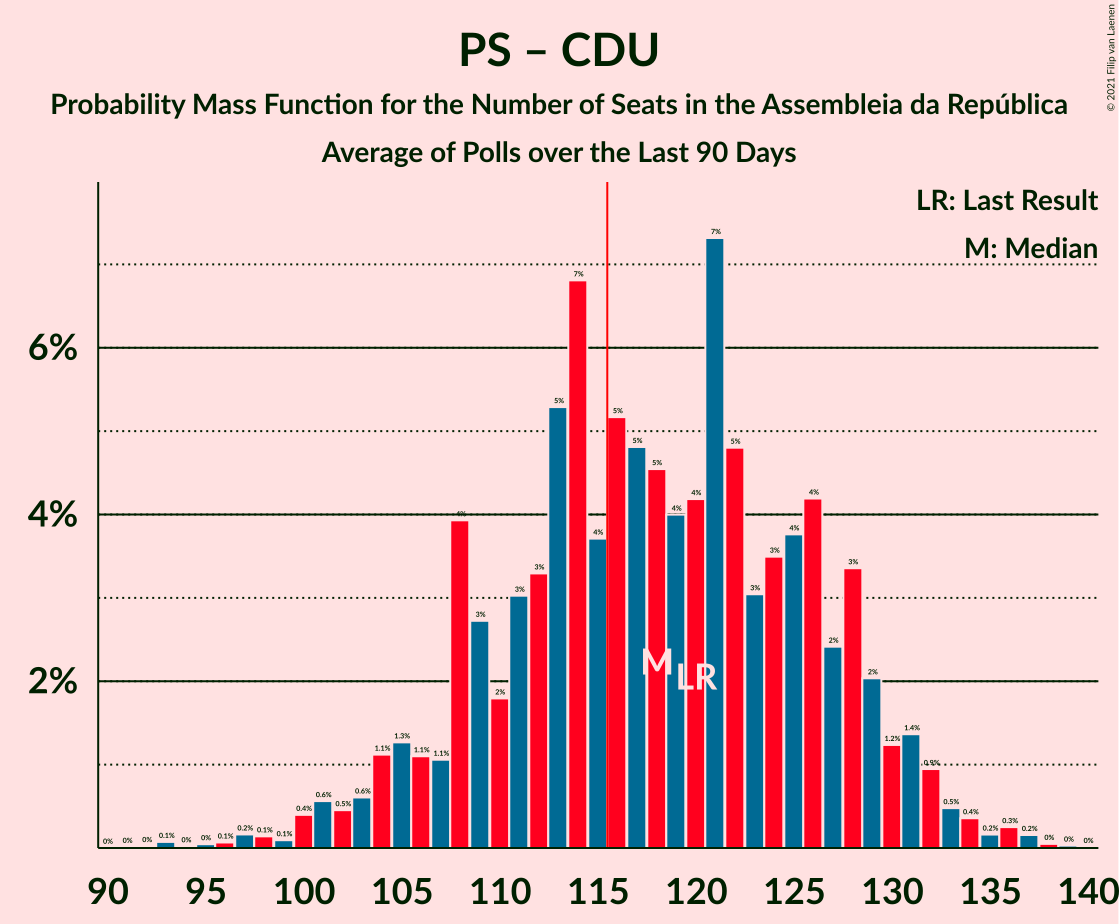 PS – CDU
Probability Mass Function for the Number of Seats in the Assembleia da República
Average of Polls over the Last 90 Days
© 2021 Filip van Laenen
LR: Last Result
M: Median
6%
4%
2%
0% 0% 0% 0.1% 0% 0% 0.1% 0.2% 0.1% 0.1% 0.4% 0.6% 0.5% 0.6% 1.1% 1.3% 1.1% 1.1% 4% 3% 2% 3% 3% 5% 7% 4% 5% 5% 5% 4% 4% 7% 5% 3% 3% 4% 4% 2% 3% 2% 1.2% 1.4% 0.9% 0.5% 0.4% 0.2% 0.3% 0.2% 0% 0% 0%
M
LR
90 95 100 105 110 115 120 125 130 135 140